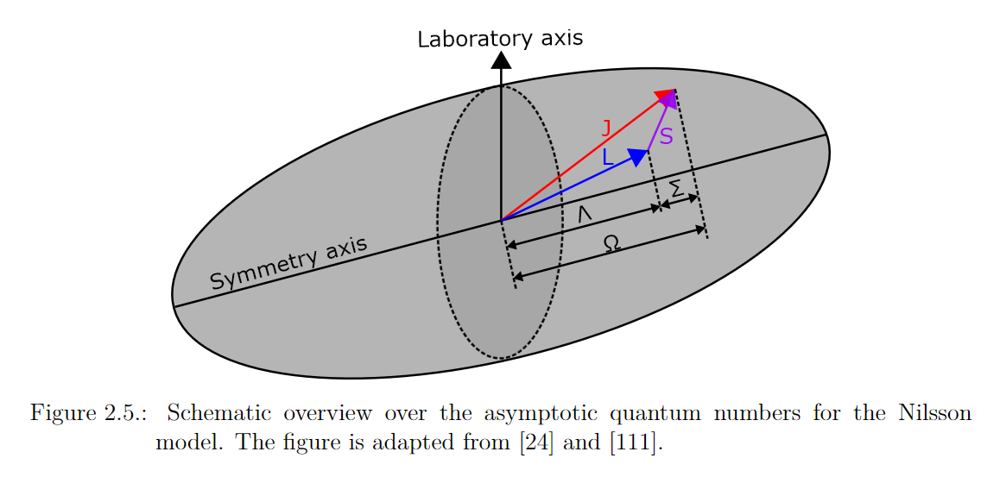 Laboratory axis
J
S
L
Σ
Λ
Ω
Symmetry axis
Figure 2.5.: Schematic overview over the asymptotic quantum numbers for the Nilsson
model. The figure is adapted from [24] and [111].